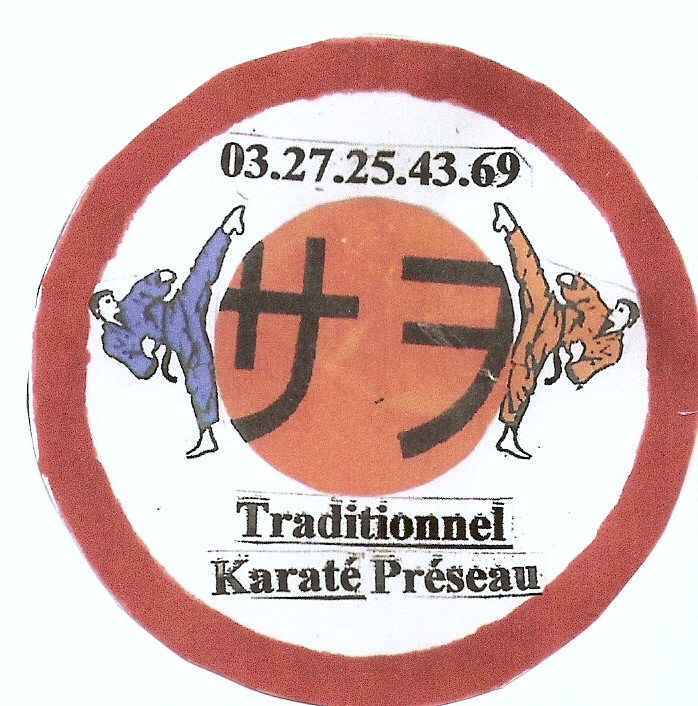 03.27.25.43.69
サヲ
Traditionnel
Karaté Préseau